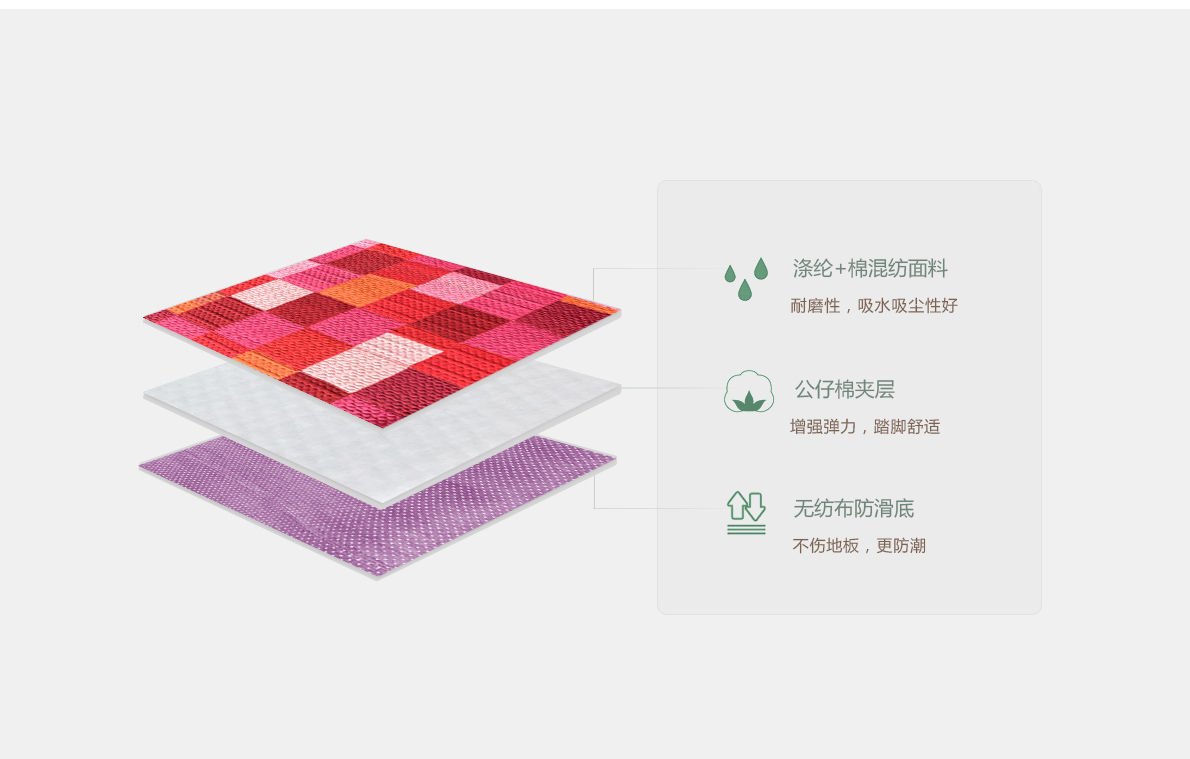 涤纶+棉混纺面料
耐磨性，吸水吸尘性好
公仔棉夹层
增强弹力，踏脚舒适
无纺布防滑底
不伤地板，更防潮